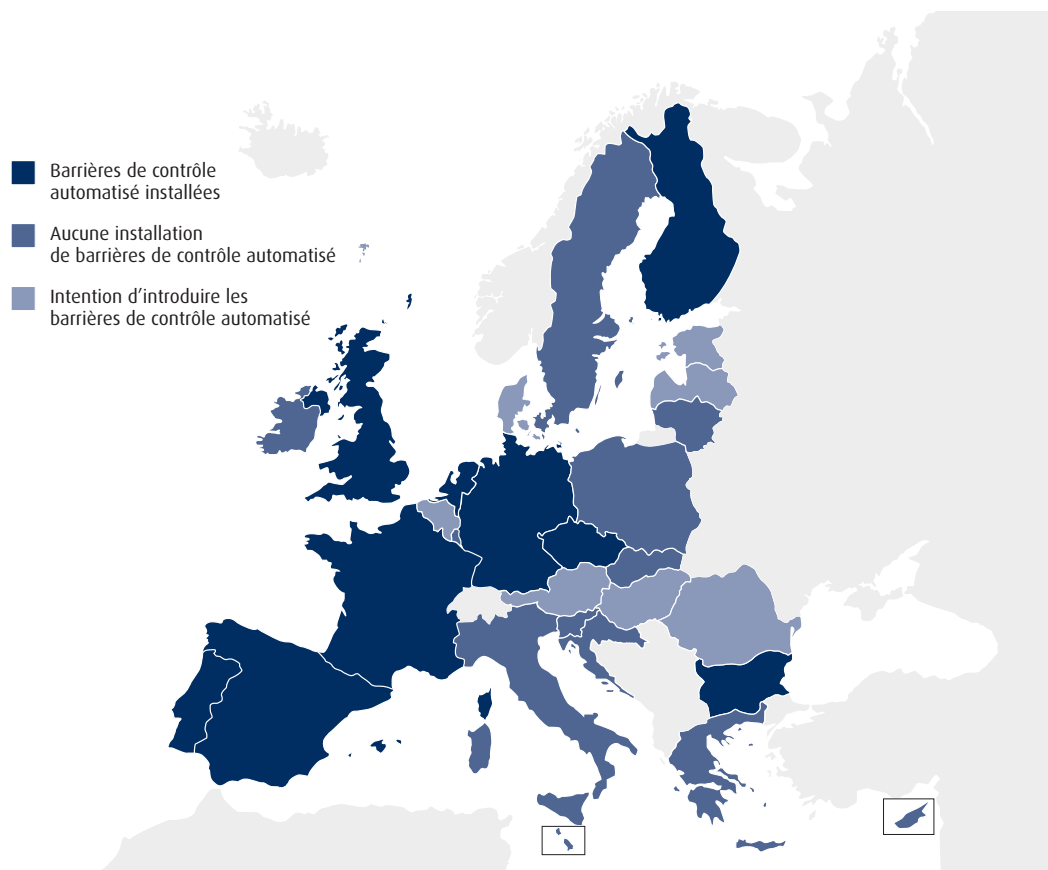 Barrières de contrôle
automatisé installées
Aucune installation
de barrières de contrôle automatisé
Intention d’introduire les
barrières de contrôle automatisé